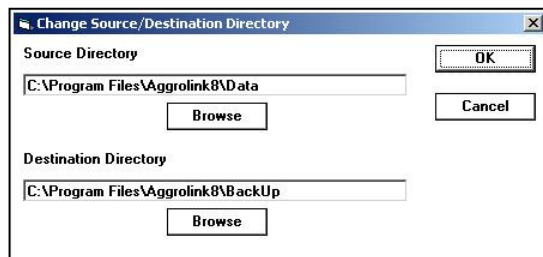 Change Source/Destination Directory
Source Directory
OK
C:\Program Files\Aggrolink8\Data
Browse
Cancel
Destination Directory
C:\Program Files\Aggrolink8\BackUp
Browse